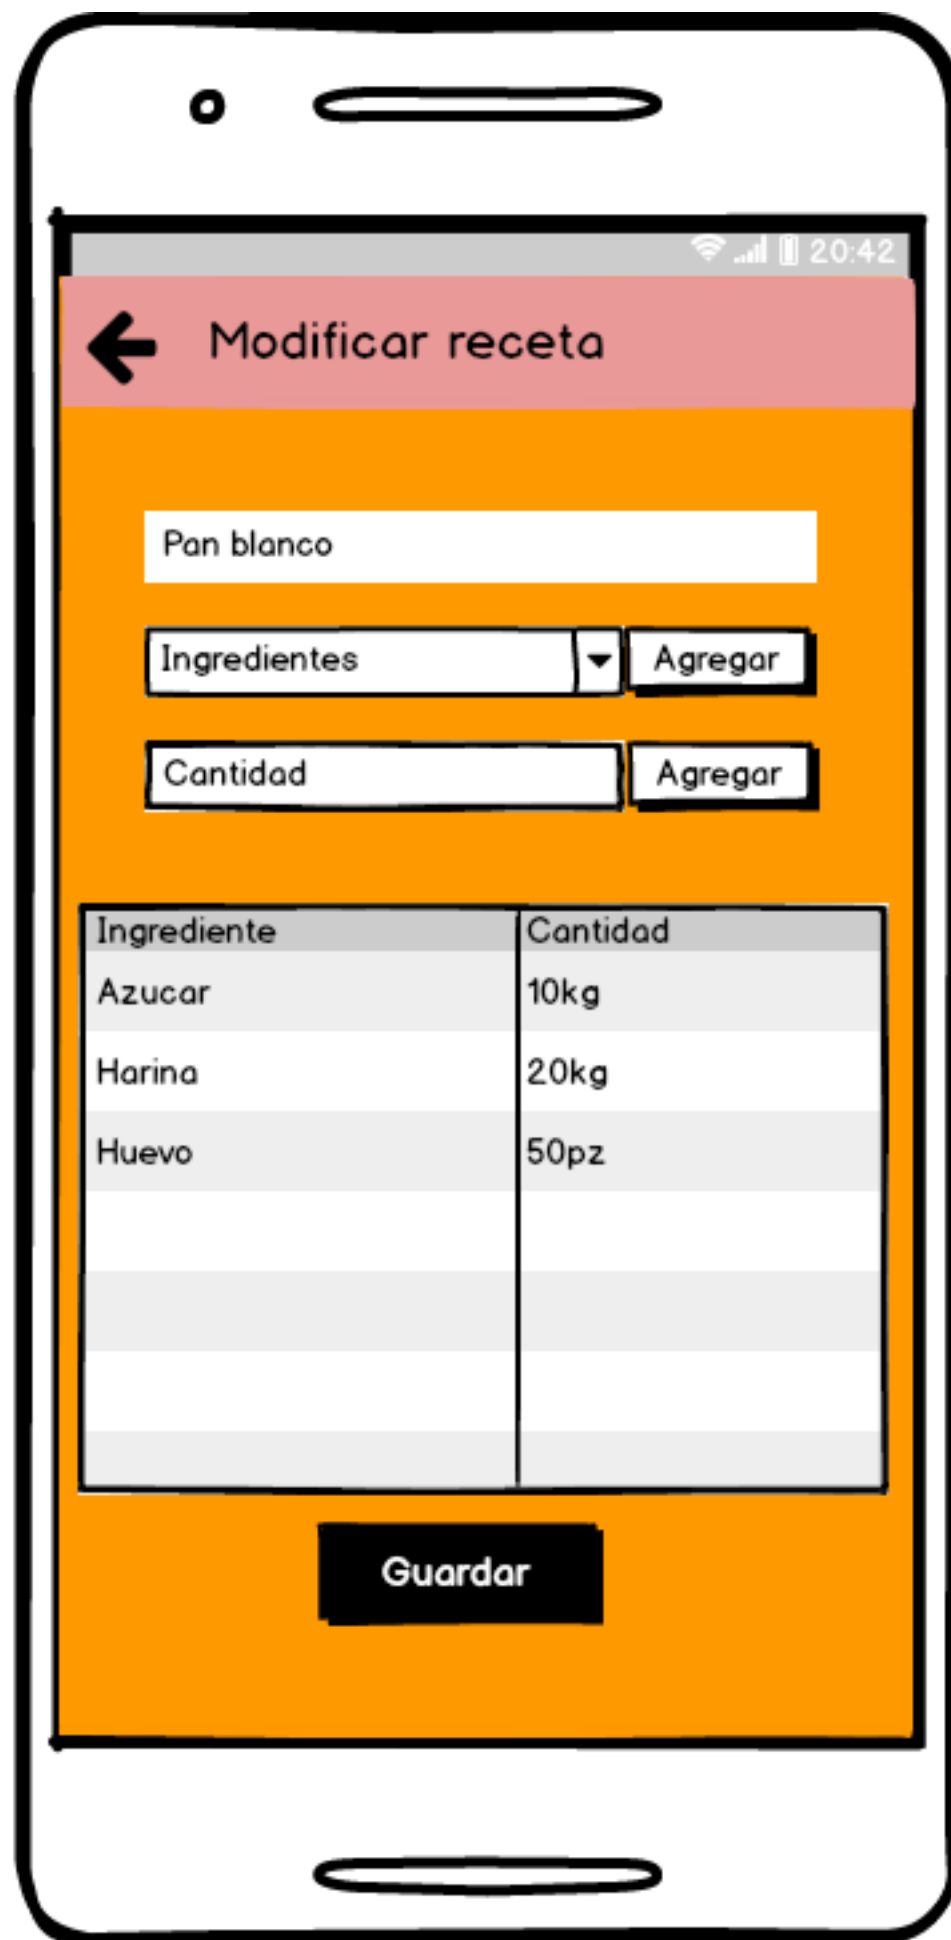 20:42
Modificar receta
Pan blanco
Ingredientes Agregar
Cantidad Agregar
Ingrediente Cantidad
Azucar 10kg
Harina 20kg
Huevo 50pz
Guardar